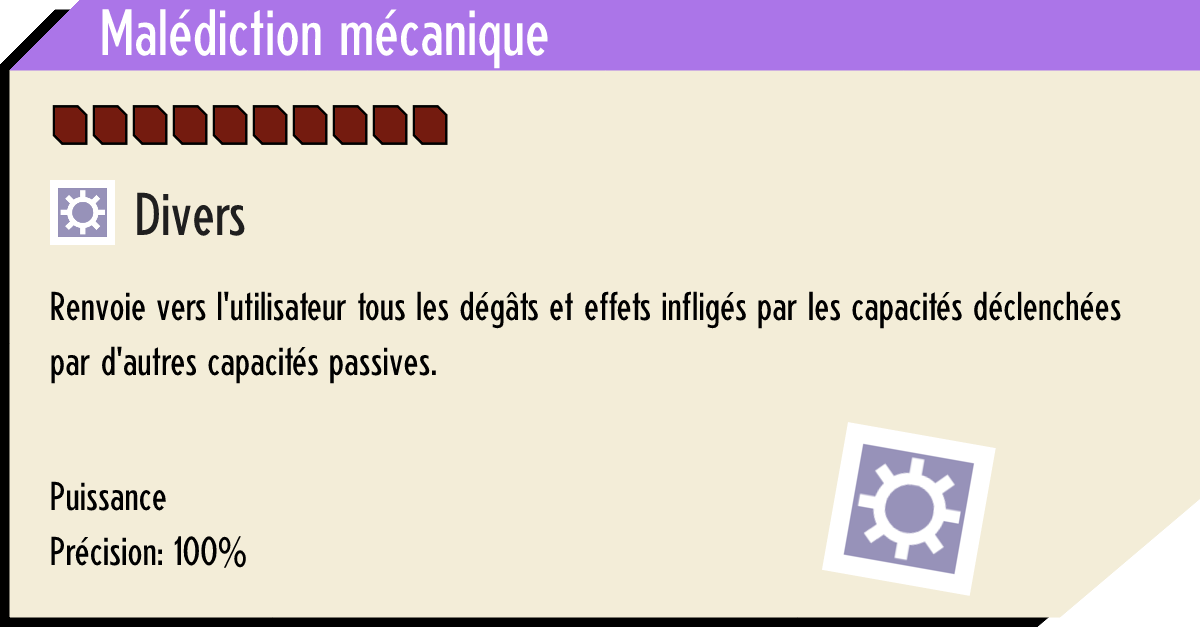 Malédiction mécanique
Divers
Renvoie vers l'utilisateur tous les dégâts et effets infligés par les capacités déclenchées
par d'autres capacités passives.
Puissance
Précision: 100%